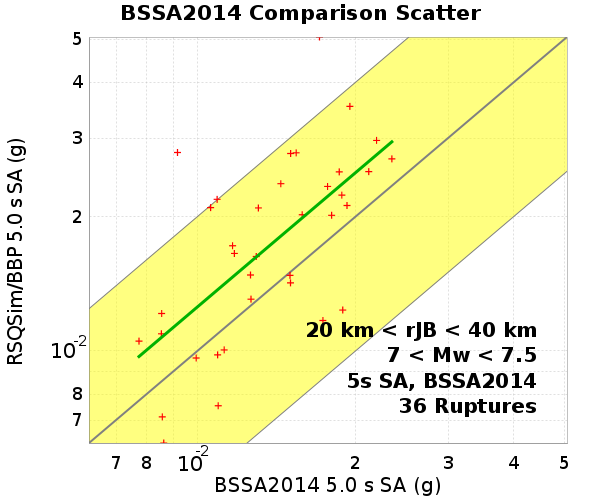 BSSA2014 Comparison Scatter
RSQSim/BBP 5.0 s SA (g)
5
4
3
2
10-2
8
7
20 km < rJB < 40 km
7 < Mw < 7.5
5s SA, BSSA2014
36 Ruptures
7 8 10-2 2 3 4 5
BSSA2014 5.0 s SA (g)